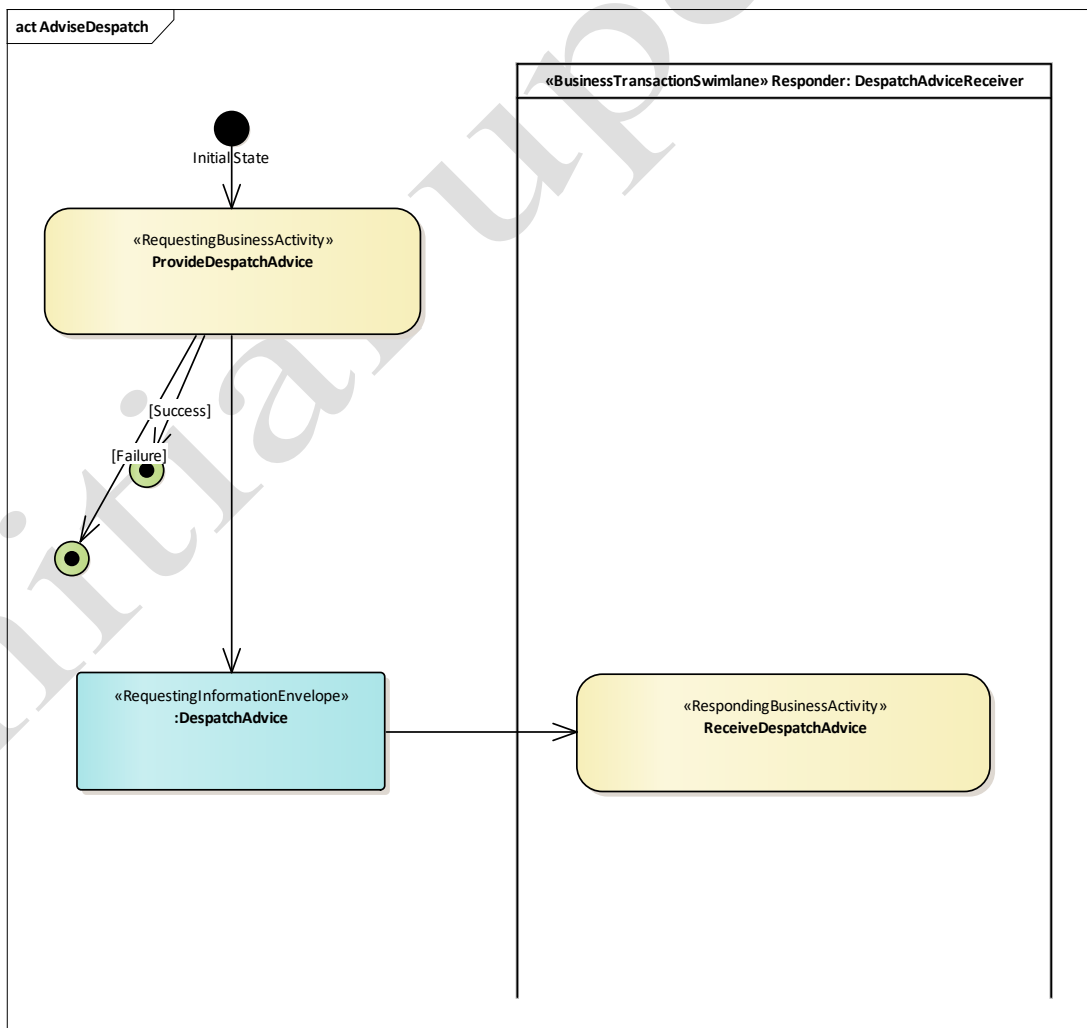 act AdviseDespatch
«BusinessTransactionSwimlane» Responder: DespatchAdviceReceiver
Initial State
«RequestingBusinessActivity»
ProvideDespatchAdvice
[Success]
[Failure]
«RequestingInformationEnvelope»
:DespatchAdvice
«RespondingBusinessActivity»
ReceiveDespatchAdvice